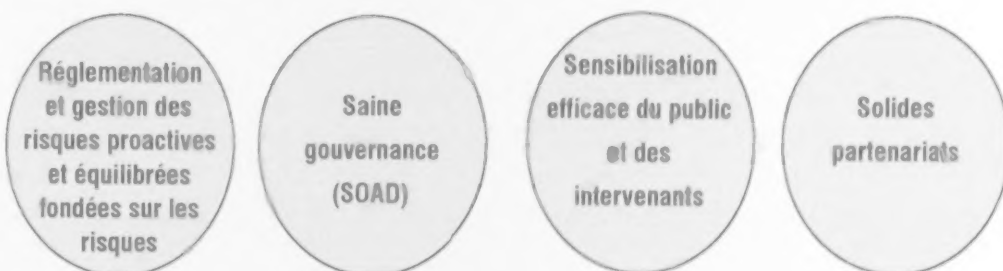 Réglementation
et gestion des
risques proactives
et équilibrées
fondées sur les
risques
Saine
gouvernance
(SOAD)
Sensibilisation
efficace du public
et des
intervenants
Solides
partenariats